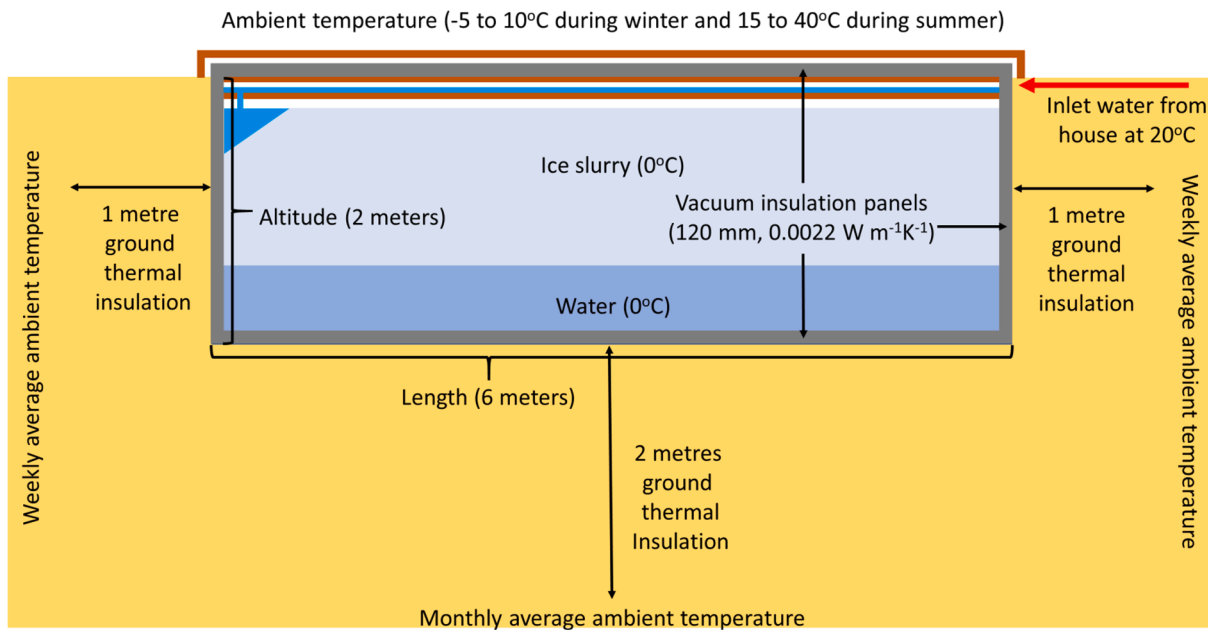 Ambient temperature (-5 to 10°C during winter and 15 to 40°C during summer)
Inlet water from
house at 20°C
Ice slurry (0°C)
Weekly average ambient temperature
1 metre
ground
thermal
insulation
Altitude (2 meters)
Vacuum insulation panels
(120 mm, 0.0022 W m⁻¹K⁻¹)
1 metre
ground
thermal
insulation
Weekly average ambient temperature
Water (0°C)
Length (6 meters)
2 metres
ground
thermal
Insulation
Monthly average ambient temperature